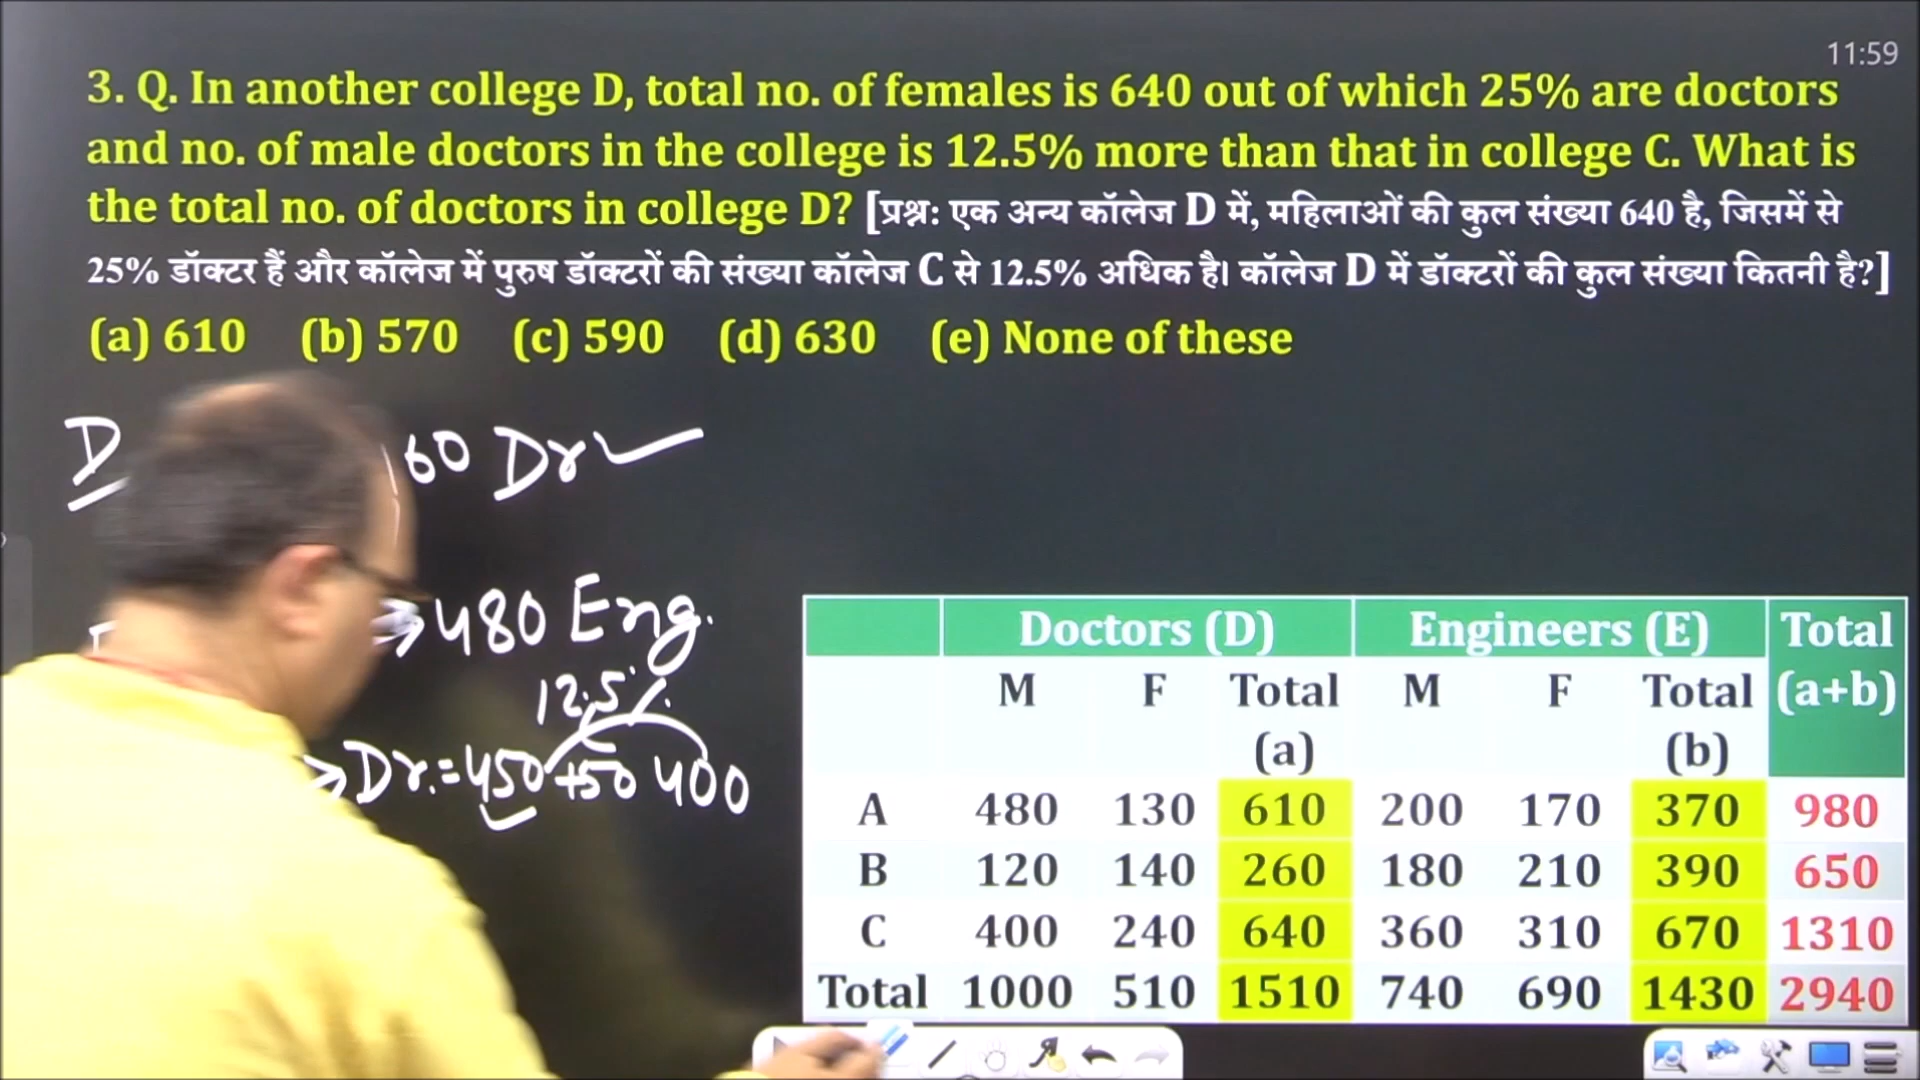 11:59
3. Q. In another college D, total no. of females is 640 out of which 25% are doctors
and no. of male doctors in the college is 12.5% more than that in college C. What is
the total no. of doctors in college D? [प्रश्न: एक अन्य कॉलेज D में, महिलाओं की कुल संख्या 640 है, जिसमें से
25% डॉक्टर हैं और कॉलेज में पुरुष डॉक्टरों की संख्या कॉलेज C से 12.5% अधिक है। कॉलेज D में डॉक्टरों की कुल संख्या कितनी है?]
(a) 610 (b) 570 (c) 590 (d) 630 (e) None of these
D 160 Dr
480 Eng.
12.5%
Dr. = 450 +50 400
Doctors (D) Engineers (E) Total
M F Total M F Total (a+b)
(a) (b)
A 480 130 610 200 170 370 980
B 120 140 260 180 210 390 650
C 400 240 640 360 310 670 1310
Total 1000 510 1510 740 690 1430 2940